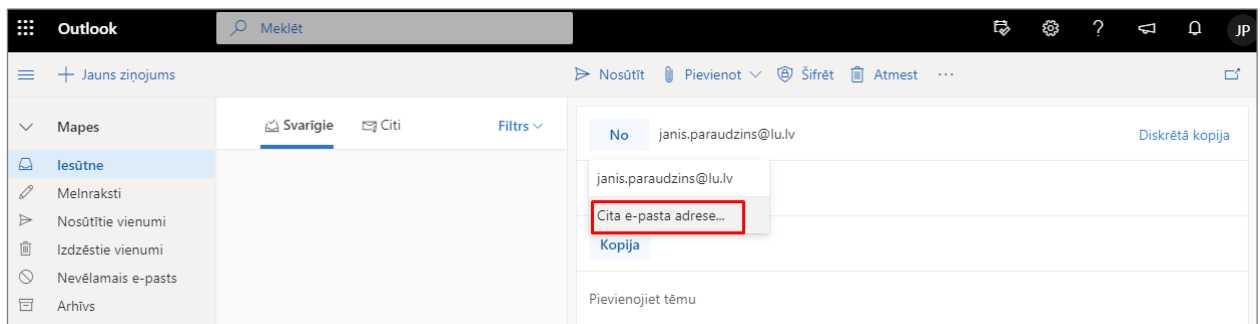 Outlook
Meklēt
JP
Jauns ziņojums
Nosūtīt
Pievienot
Šifrēt
Atmest
...
Mapes
Svarīgie
Citi
Filtrs
No
janis.paraudzins@lu.lv
Diskrētā kopija
Iesūtne
janis.paraudzins@lu.lv
Melnraksti
Cita e-pasta adrese...
Nosūtītie vienumi
Kopija
Izdzēstie vienumi
Nevēlamais e-pasts
Pievienojiet tēmu
Arhīvs